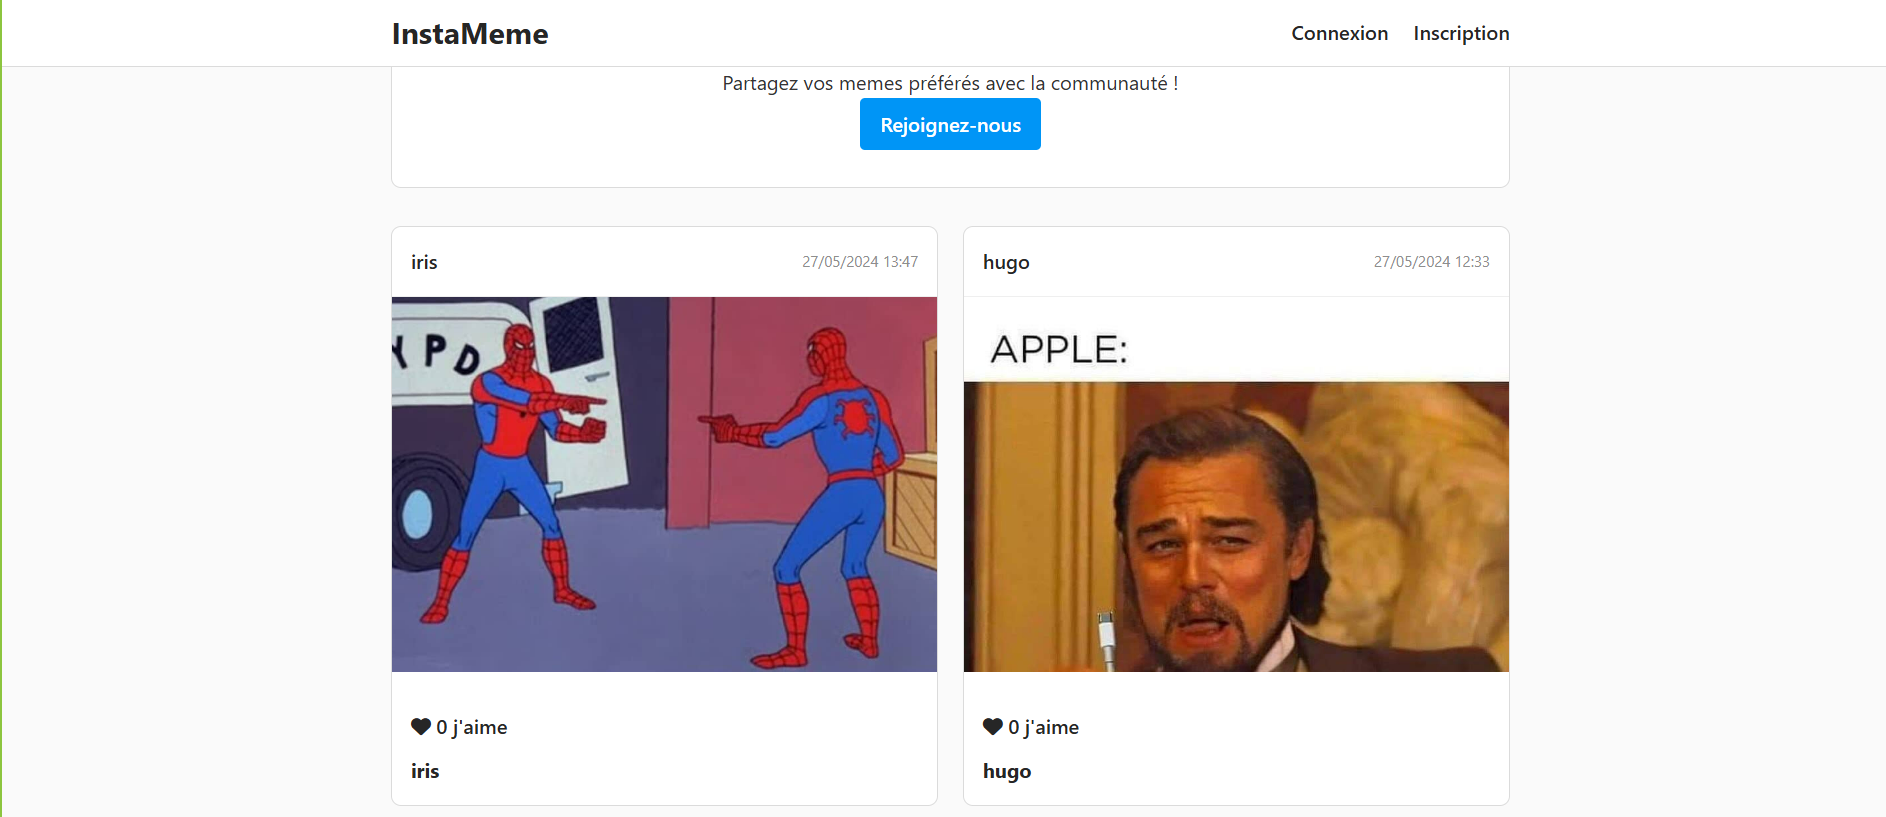 InstaMeme
Connexion Inscription
Partagez vos memes préférés avec la communauté !
Rejoignez-nous
iris 27/05/2024 13:47
Y P D
0 j'aime
iris
hugo 27/05/2024 12:33
APPLE:
0 j'aime
hugo